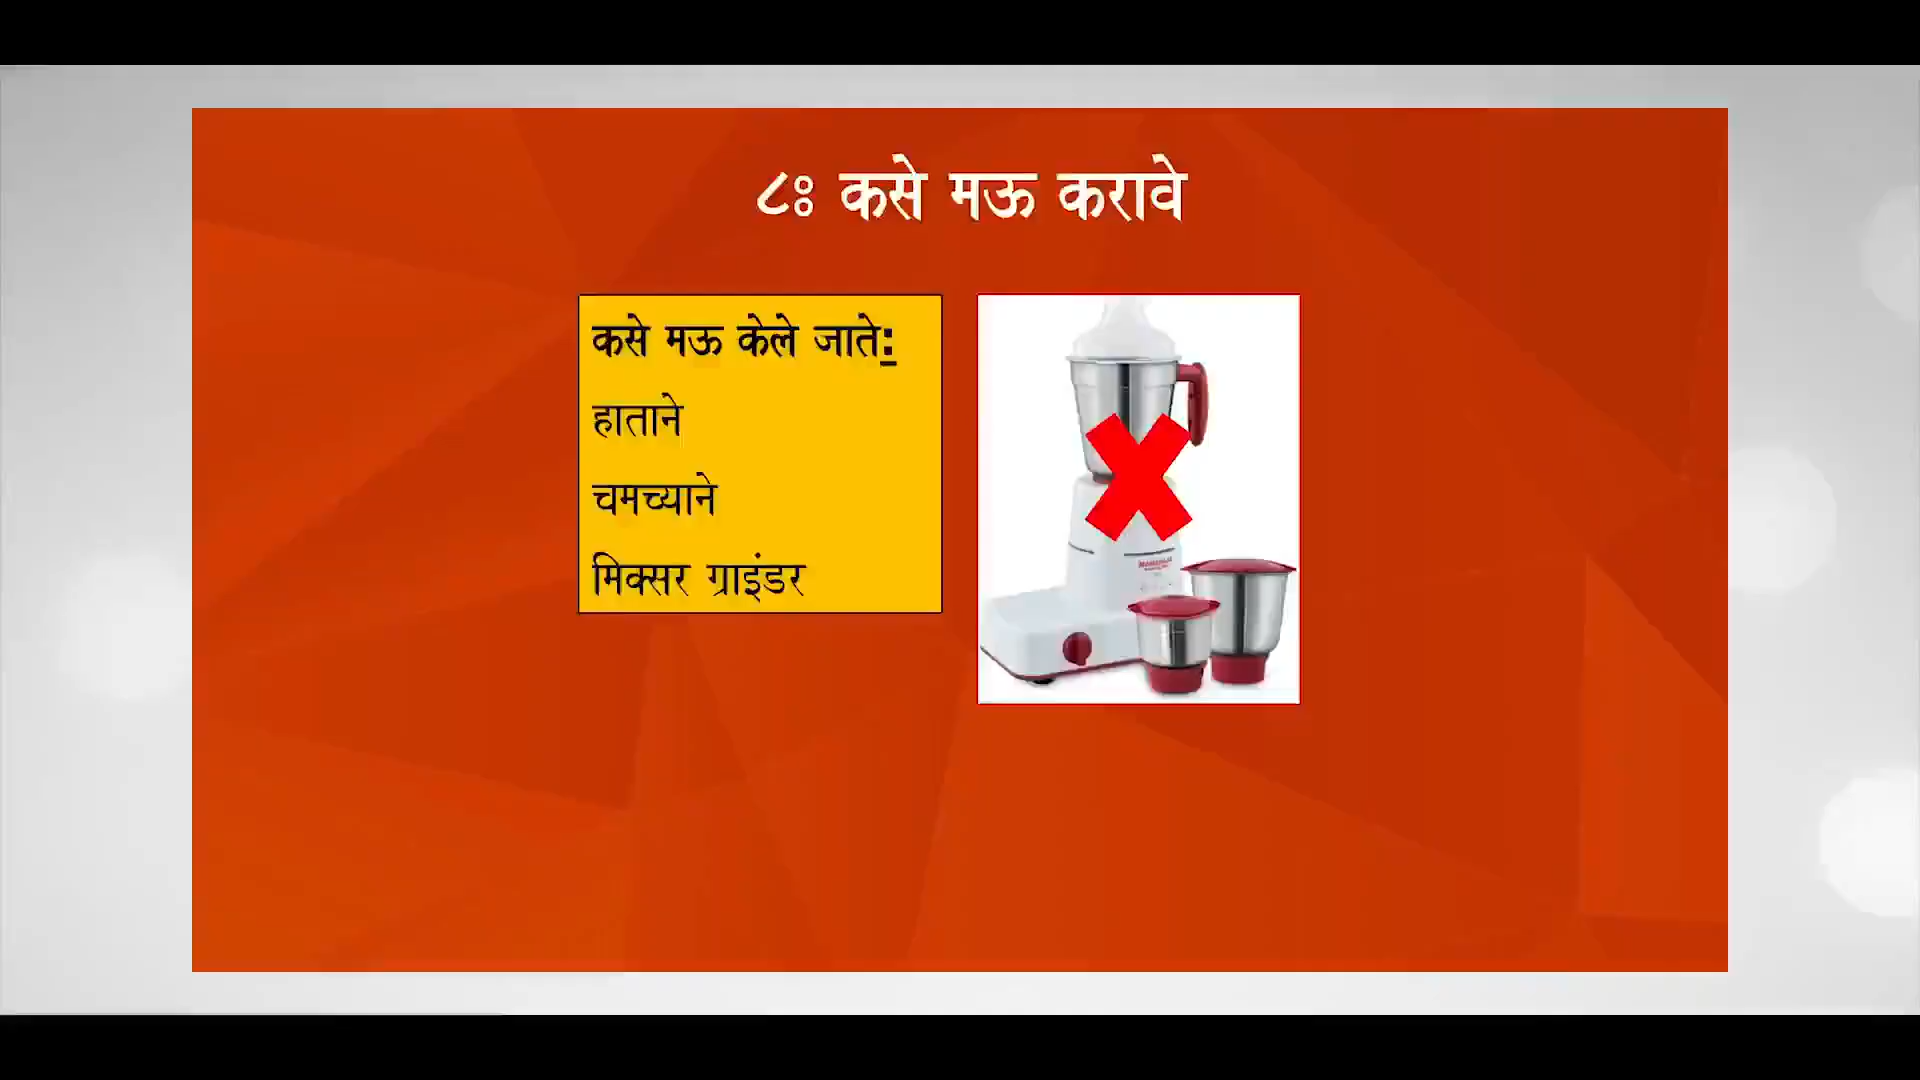 ८ः कसे मऊ करावे
कसे मऊ केले जाते:
हाताने
चमच्याने
मिक्सर ग्राइंडर